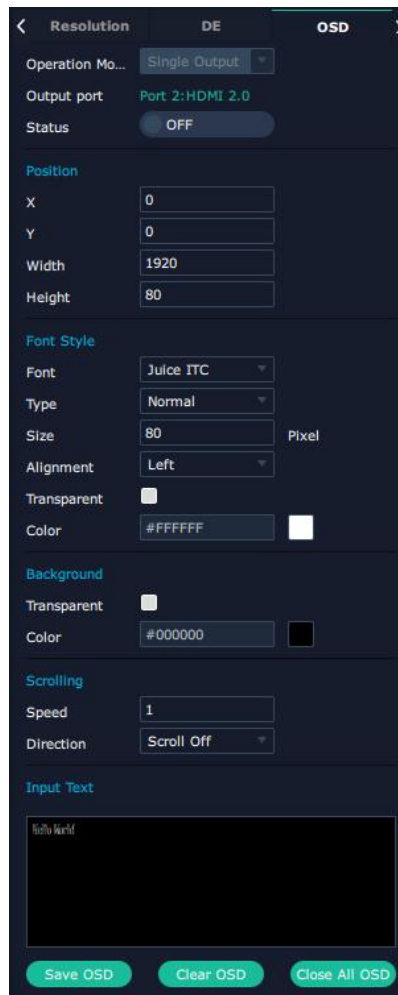 Resolution DE OSD
Operation Mo... Single Output
Output port Port 2:HDMI 2.0
Status OFF
Position
X 0
Y 0
Width 1920
Height 80
Font Style
Font Juice ITC
Type Normal
Size 80 Pixel
Alignment Left
Transparent
Color #FFFFFF
Background
Transparent
Color #000000
Scrolling
Speed 1
Direction Scroll Off
Input Text
Hello World
Save OSD Clear OSD Close All OSD